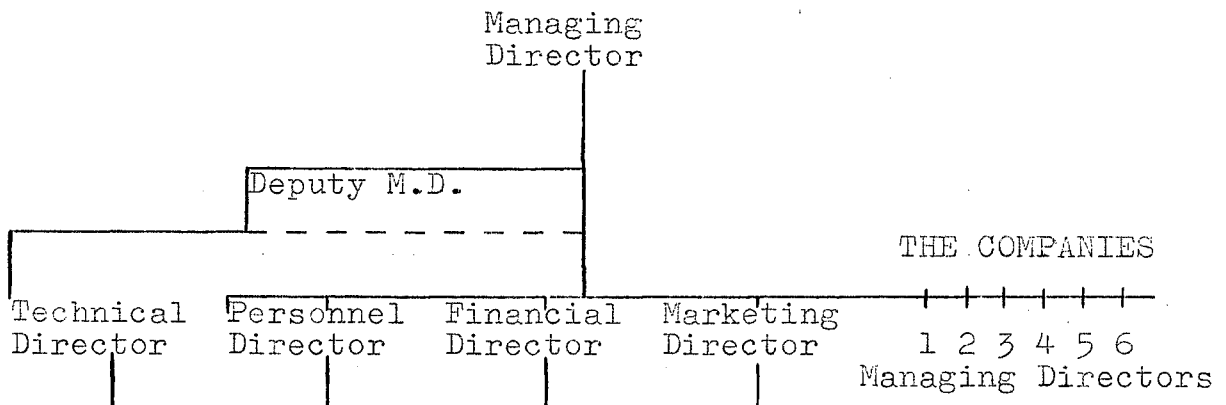 Managing
Director
Deputy M.D.
THE COMPANIES
Technical
Director
Personnel
Director
Financial
Director
Marketing
Director
1 2 3 4 5 6
Managing Directors